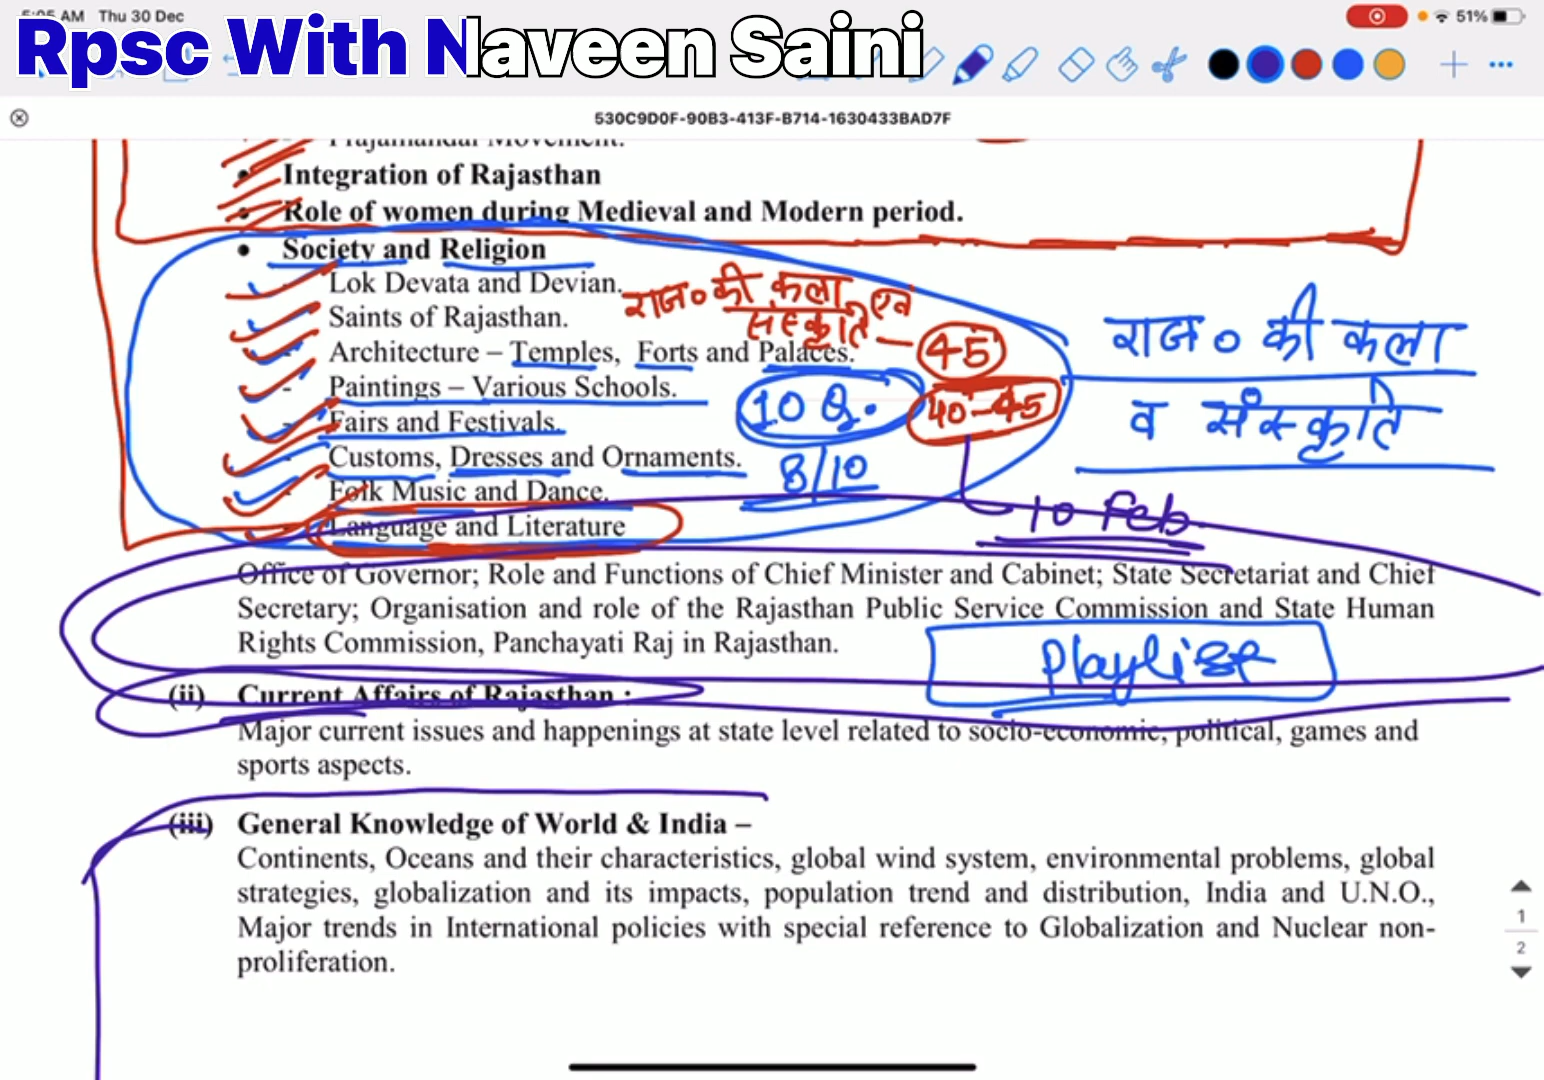 5:05 AM Thu 30 Dec
51%
Rpsc With Naveen Saini
530C9D0F-90B3-413F-B714-1630433BAD7F
Prajamandal Movement.
• Integration of Rajasthan
• Role of women during Medieval and Modern period.
• Society and Religion
- Lok Devata and Devian.
राज० की कला एवं
संस्कृति — 45
- Saints of Rajasthan.
- Architecture – Temples, Forts and Palaces.
राज० की कला
- Paintings – Various Schools.
10 Q.
40-45
व संस्कृति
- Fairs and Festivals.
- Customs, Dresses and Ornaments.
8/10
- Folk Music and Dance.
10 Feb
- Language and Literature
Office of Governor; Role and Functions of Chief Minister and Cabinet; State Secretariat and Chief
Secretary; Organisation and role of the Rajasthan Public Service Commission and State Human
Rights Commission, Panchayati Raj in Rajasthan.
Playlist
(ii) Current Affairs of Rajasthan :
Major current issues and happenings at state level related to socio-economic, political, games and
sports aspects.
(iii) General Knowledge of World & India –
Continents, Oceans and their characteristics, global wind system, environmental problems, global
strategies, globalization and its impacts, population trend and distribution, India and U.N.O.,
Major trends in International policies with special reference to Globalization and Nuclear non-
proliferation.
1
2